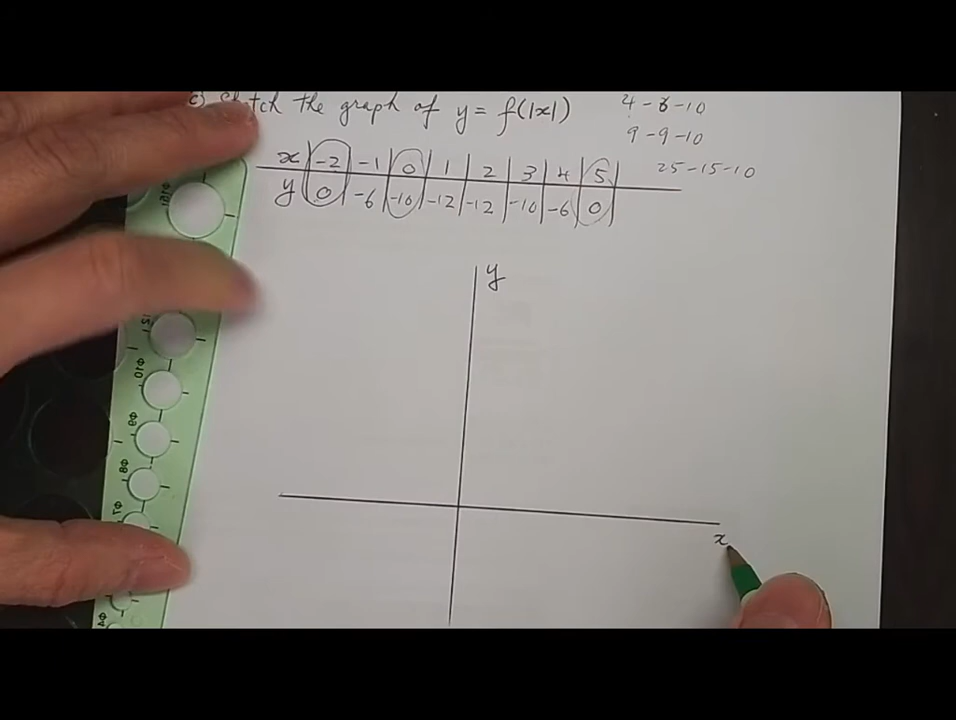 c) Sketch the graph of y = f(|x|)
4 - 6 - 10
9 - 9 - 10
25 - 15 - 10
x | -2 | -1 | 0 | 1 | 2 | 3 | 4 | 5
y | 0 | -6 | -10 | -12 | -12 | -10 | -6 | 0
y
x